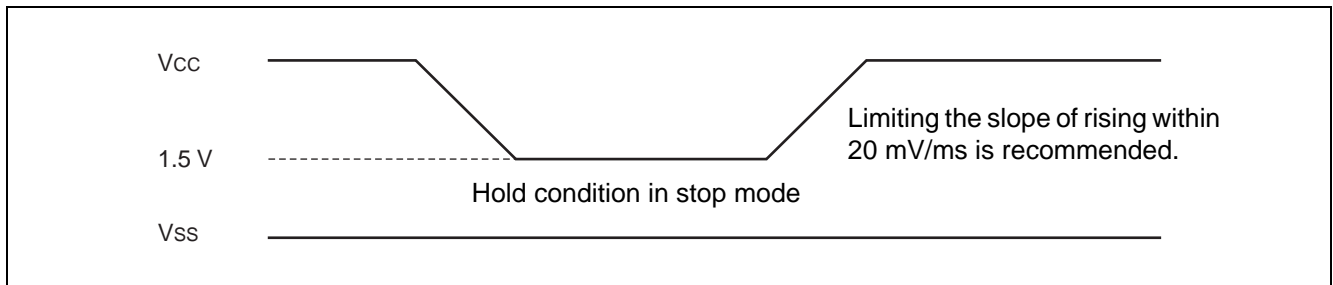 Vcc
Limiting the slope of rising within
20 mV/ms is recommended.
1.5 V
Hold condition in stop mode
Vss